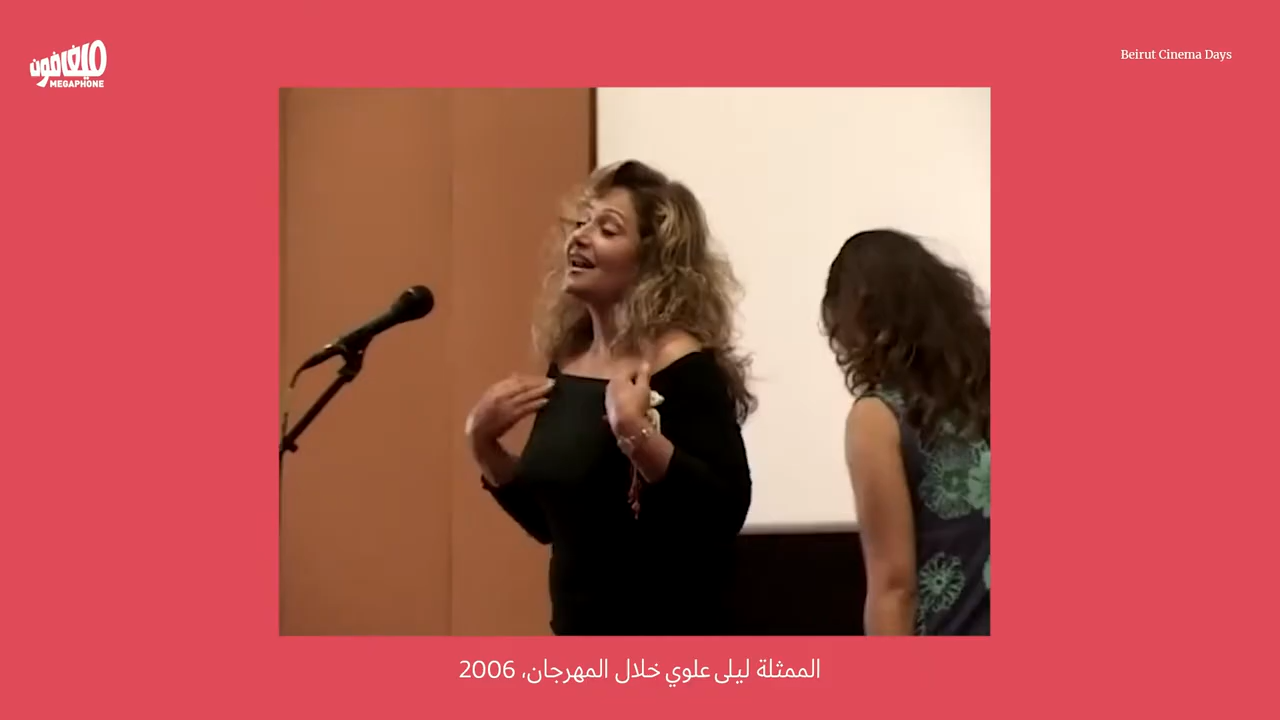 ميغافون
MEGAPHONE
Beirut Cinema Days
الممثلة ليلى علوي خلال المهرجان، 2006